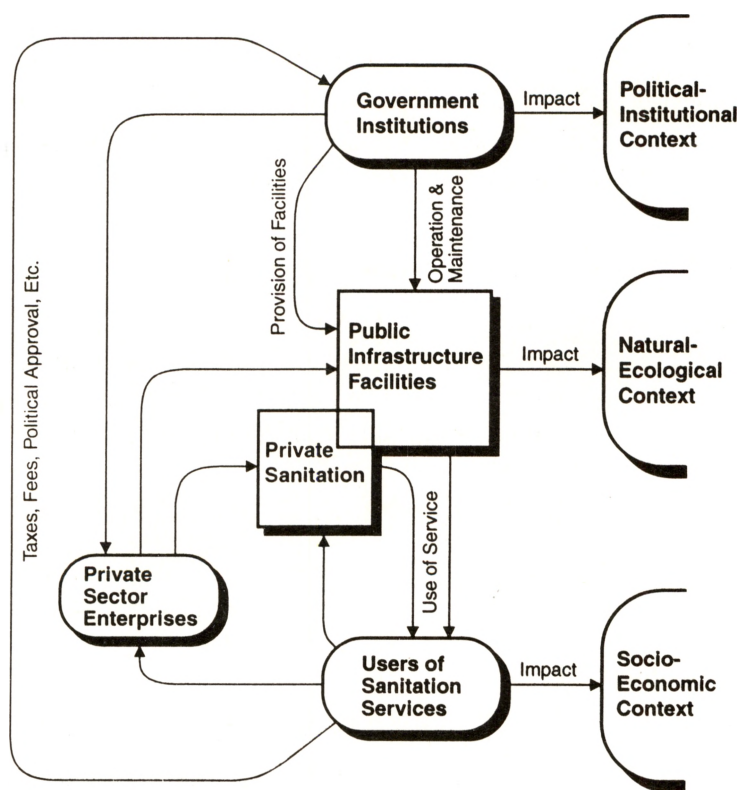 Government
Institutions
Impact
Political-
Institutional
Context
Provision of Facilities
Operation &
Maintenance
Taxes, Fees, Political Approval, Etc.
Public
Infrastructure
Facilities
Impact
Natural-
Ecological
Context
Private
Sanitation
Use of Service
Private
Sector
Enterprises
Users of
Sanitation
Services
Impact
Socio-
Economic
Context